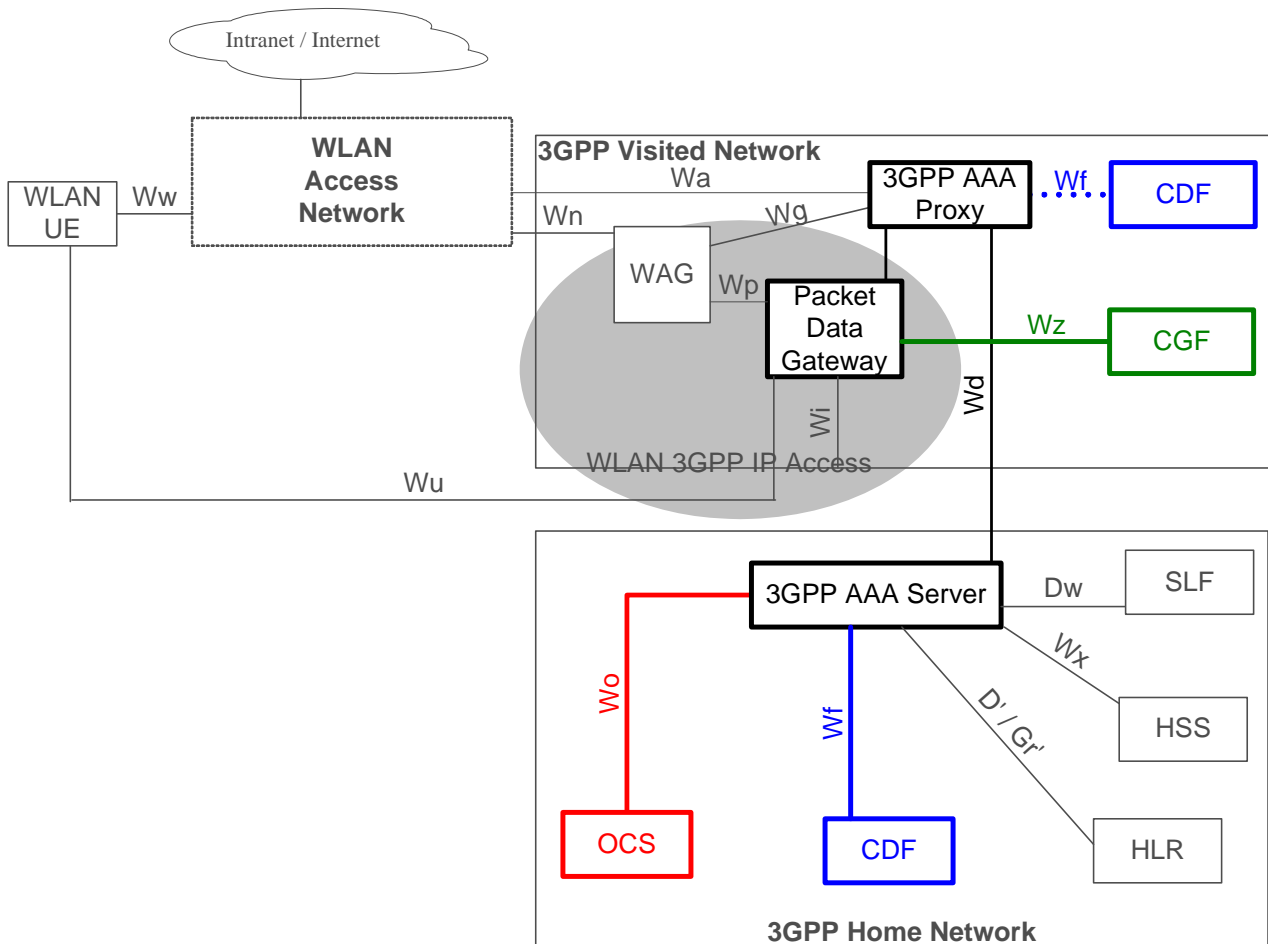 Intranet / Internet
WLAN
Access
Network
3GPP Visited Network
WLAN
UE
Ww
Wa
Wn
Wg
3GPP AAA
Proxy
Wf
CDF
WAG
Wp
Packet
Data
Gateway
Wz
CGF
Wd
Wi
WLAN 3GPP IP Access
Wu
3GPP AAA Server
Dw
SLF
Wx
HSS
D' / Gr'
HLR
Wo
Wf
OCS
CDF
3GPP Home Network